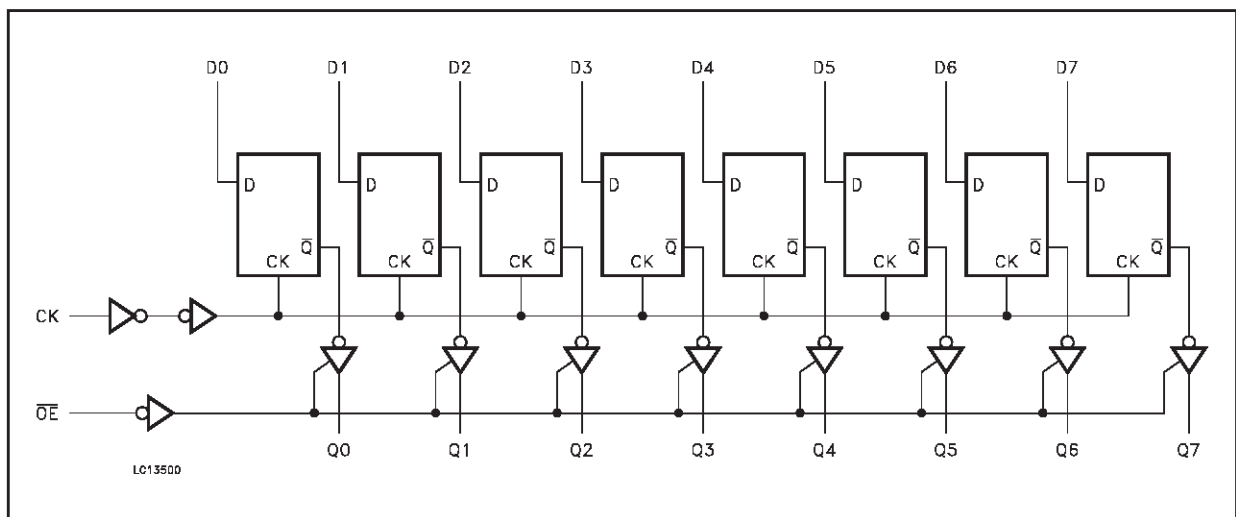 D0 D1 D2 D3 D4 D5 D6 D7
D D D D D D D D
Q̅ Q̅ Q̅ Q̅ Q̅ Q̅ Q̅ Q̅
CK CK CK CK CK CK CK CK
CK
O̅E̅
Q0 Q1 Q2 Q3 Q4 Q5 Q6 Q7
LC13500